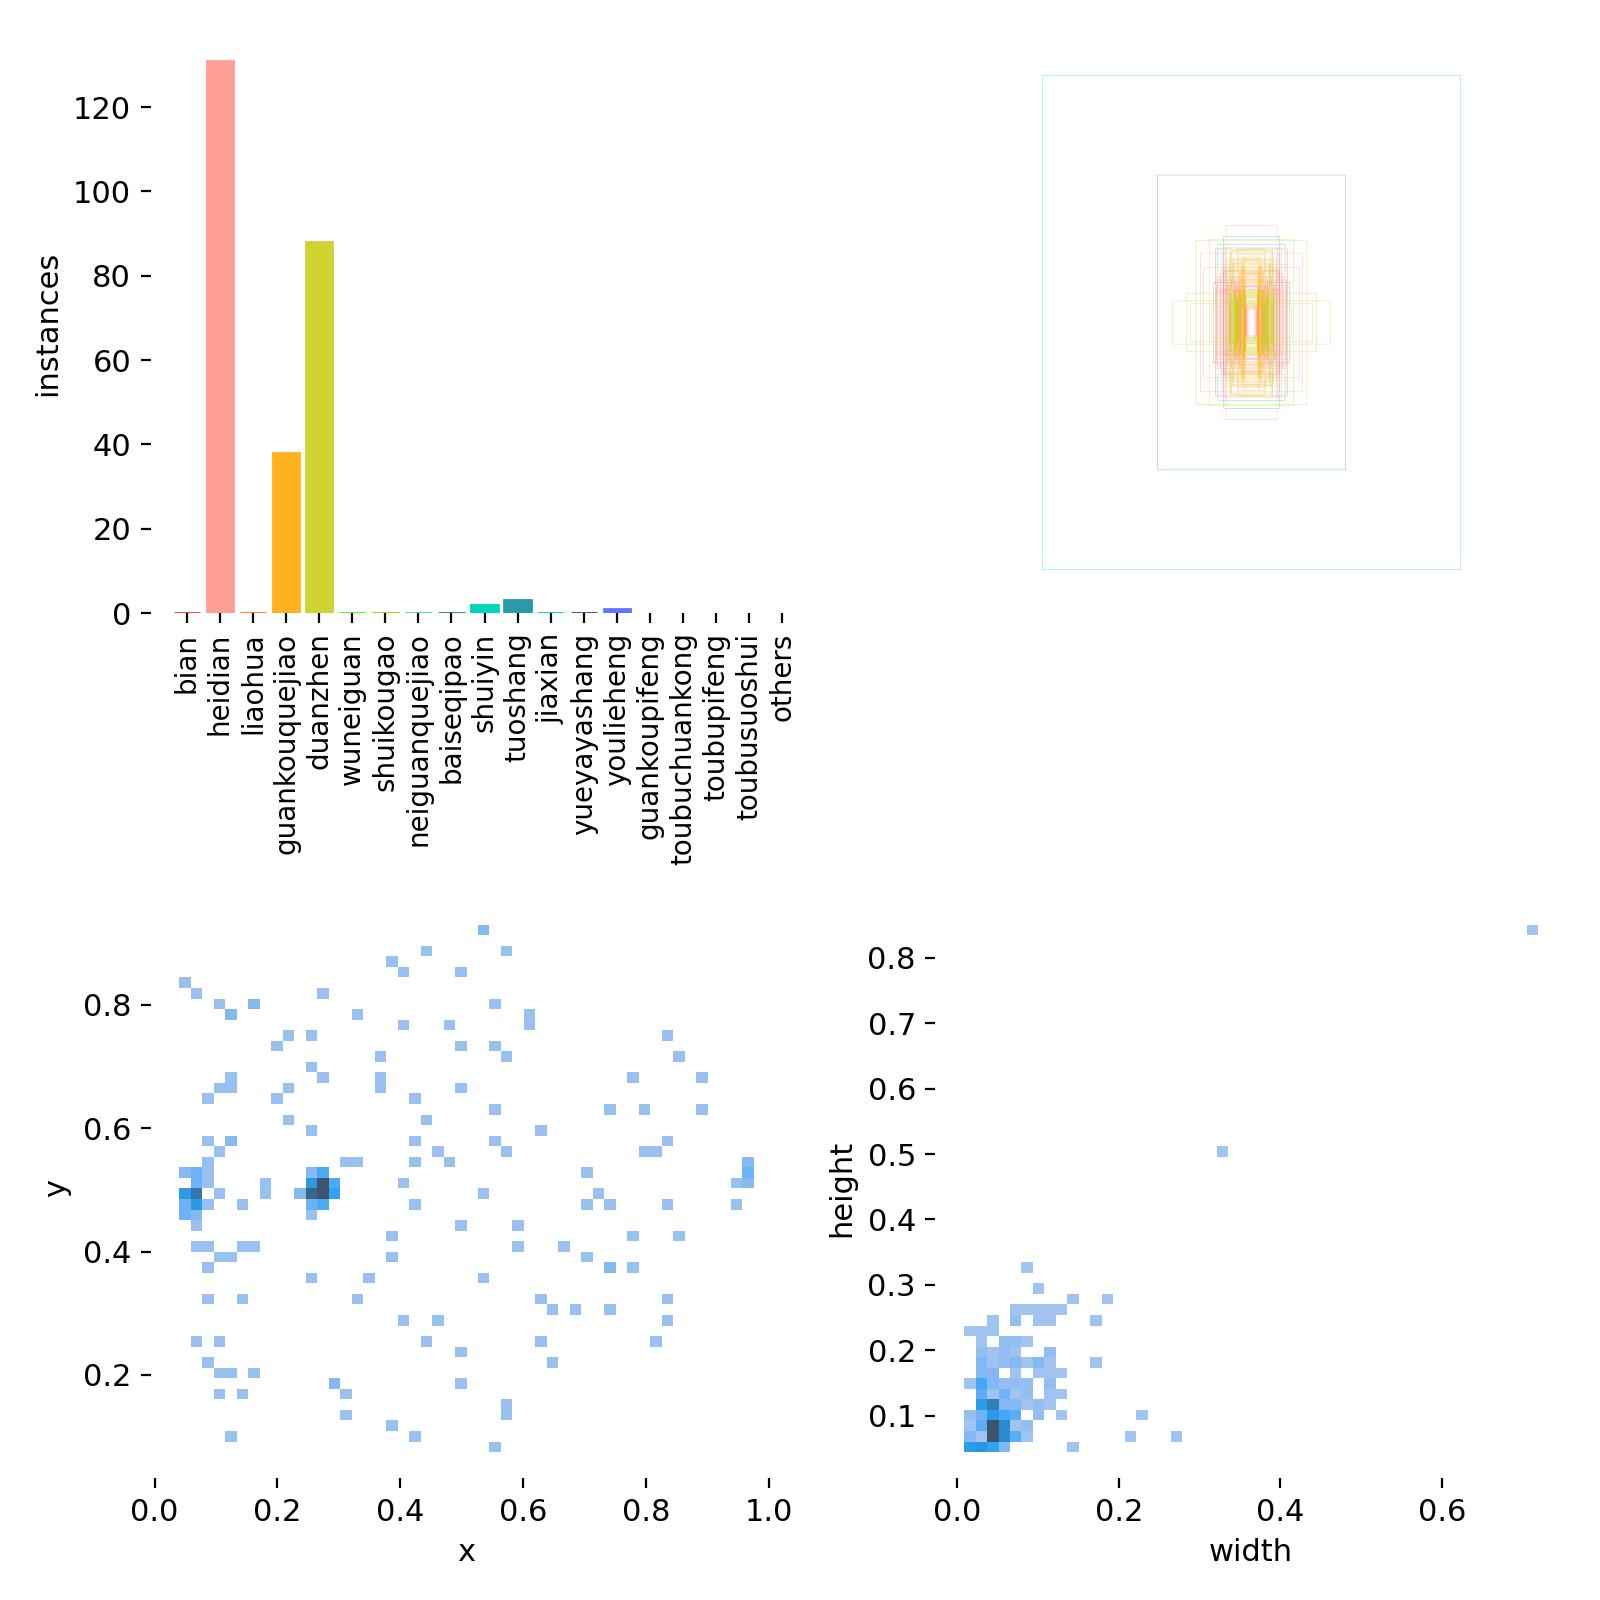 instances
120
100
80
60
40
20
0
bian
heidian
liaohua
guankouquejiao
duanzhen
wuneiguan
shuikougao
neiguanquejiao
baiseqipao
shuiyin
tuoshang
jiaxian
yueyayashang
youlieheng
guankoupifeng
toubuchuankong
toubupifeng
toubusuoshui
others
y
0.8
0.6
0.4
0.2
0.0 0.2 0.4 0.6 0.8 1.0
x
height
0.8
0.7
0.6
0.5
0.4
0.3
0.2
0.1
0.0 0.2 0.4 0.6
width